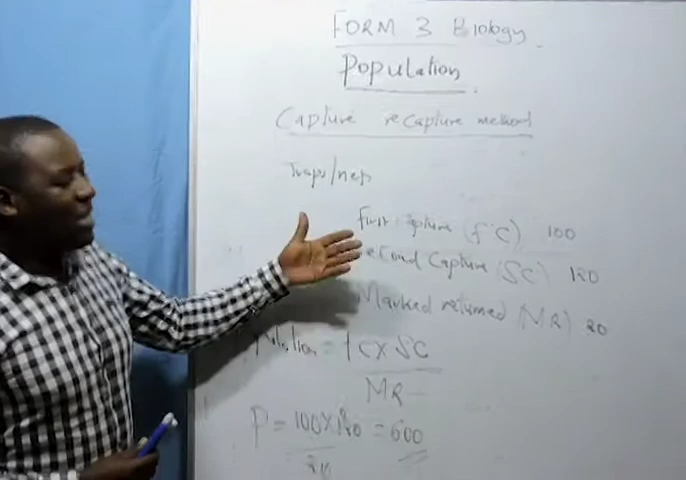 FORM 3 Biology
Population
Capture recapture method
Traps/nets
First capture (FC) 100
Second Capture (SC) 120
Marked returned (MR) 20
= FC X SC
MR
P = 100 X 120 = 600
20